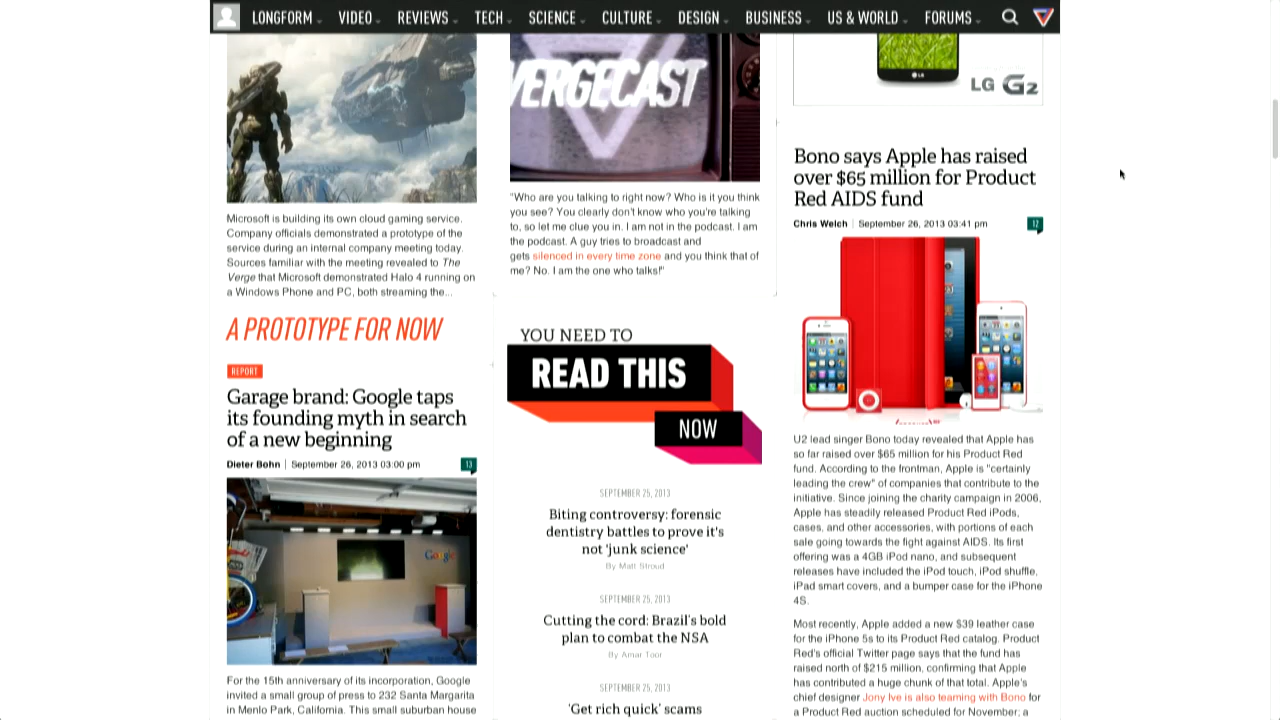 LONGFORM VIDEO REVIEWS TECH SCIENCE CULTURE DESIGN BUSINESS US & WORLD FORUMS
Microsoft is building its own cloud gaming service.
Company officials demonstrated a prototype of the
service during an internal company meeting today.
Sources familiar with the meeting revealed to The
Verge that Microsoft demonstrated Halo 4 running on
a Windows Phone and PC, both streaming the...
A PROTOTYPE FOR NOW
REPORT
Garage brand: Google taps
its founding myth in search
of a new beginning
Dieter Bohn | September 26, 2013 03:00 pm
13
Google
For the 15th anniversary of its incorporation, Google
invited a small group of press to 232 Santa Margarita
in Menlo Park, California. This small suburban house
VERGECAST
"Who are you talking to right now? Who is it you think
you see? You clearly don't know who you're talking
to, so let me clue you in. I am not in the podcast. I am
the podcast. A guy tries to broadcast and
gets silenced in every time zone and you think that of
me? No. I am the one who talks!"
YOU NEED TO
READ THIS
NOW
SEPTEMBER 25, 2013
Biting controversy: forensic
dentistry battles to prove it's
not 'junk science'
By Matt Stroud
SEPTEMBER 25, 2013
Cutting the cord: Brazil's bold
plan to combat the NSA
By Amar Toor
SEPTEMBER 25, 2013
'Get rich quick' scams
LG
LG G2
Bono says Apple has raised
over $65 million for Product
Red AIDS fund
Chris Welch | September 26, 2013 03:41 pm
12
U2 lead singer Bono today revealed that Apple has
so far raised over $65 million for his Product Red
fund. According to the frontman, Apple is "certainly
leading the crew" of companies that contribute to the
initiative. Since joining the charity campaign in 2006,
Apple has steadily released Product Red iPods,
cases, and other accessories, with portions of each
sale going towards the fight against AIDS. Its first
offering was a 4GB iPod nano, and subsequent
releases have included the iPod touch, iPod shuffle,
iPad smart covers, and a bumper case for the iPhone
4S.
Most recently, Apple added a new $39 leather case
for the iPhone 5s to its Product Red catalog. Product
Red's official Twitter page says that the fund has
raised north of $215 million, confirming that Apple
has contributed a huge chunk of that total. Apple's
chief designer Jony Ive is also teaming with Bono for
a Product Red auction scheduled for November; a